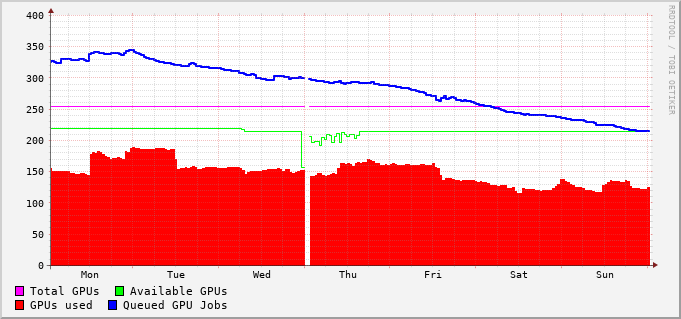 400
350
300
250
200
150
100
50
0
Mon Tue Wed Thu Fri Sat Sun
Total GPUs Available GPUs
GPUs used Queued GPU Jobs
RRDTOOL / TOBI OETIKER